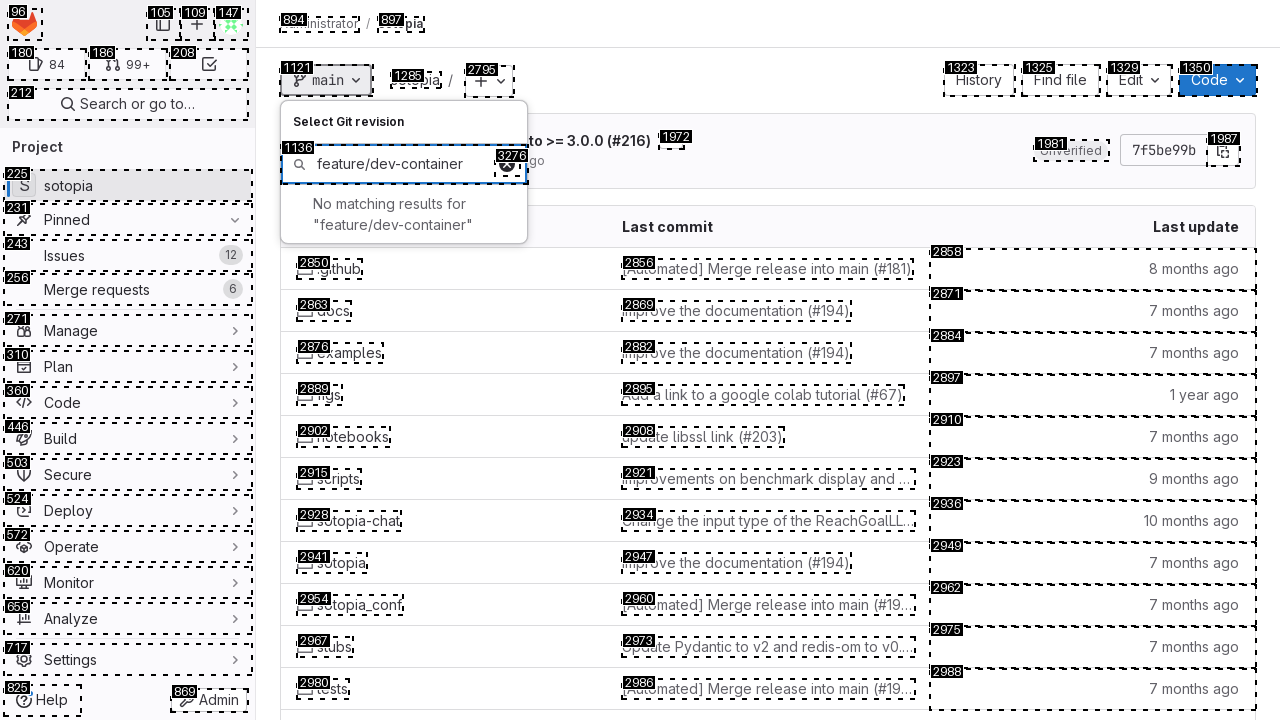 96
105
109
147
894
administrator
/
897
sotopia
180
84
186
99+
208
212
Search or go to…
1121
main
1285
sotopia
/
2795
1323
History
1325
Find file
1329
Edit
1350
Code
Select Git revision
1136
feature/dev-container
3276
No matching results for
"feature/dev-container"
to >= 3.0.0 (#216)
1972
ago
1981
Unverified
7f5be99b
1987
Project
225
S
sotopia
231
Pinned
243
Issues
12
256
Merge requests
6
271
Manage
310
Plan
360
Code
446
Build
503
Secure
524
Deploy
572
Operate
620
Monitor
659
Analyze
717
Settings
825
Help
869
Admin
Last commit
Last update
2850
.github
2856
[Automated] Merge release into main (#181)
2858
8 months ago
2863
docs
2869
improve the documentation (#194)
2871
7 months ago
2876
examples
2882
improve the documentation (#194)
2884
7 months ago
2889
figs
2895
Add a link to a google colab tutorial (#67)
2897
1 year ago
2902
notebooks
2908
update libssl link (#203)
2910
7 months ago
2915
scripts
2921
Improvements on benchmark display and …
2923
9 months ago
2928
sotopia-chat
2934
Change the input type of the ReachGoalLL…
2936
10 months ago
2941
sotopia
2947
improve the documentation (#194)
2949
7 months ago
2954
sotopia_conf
2960
[Automated] Merge release into main (#19…
2962
7 months ago
2967
stubs
2973
Update Pydantic to v2 and redis-om to v0.…
2975
7 months ago
2980
tests
2986
[Automated] Merge release into main (#19…
2988
7 months ago